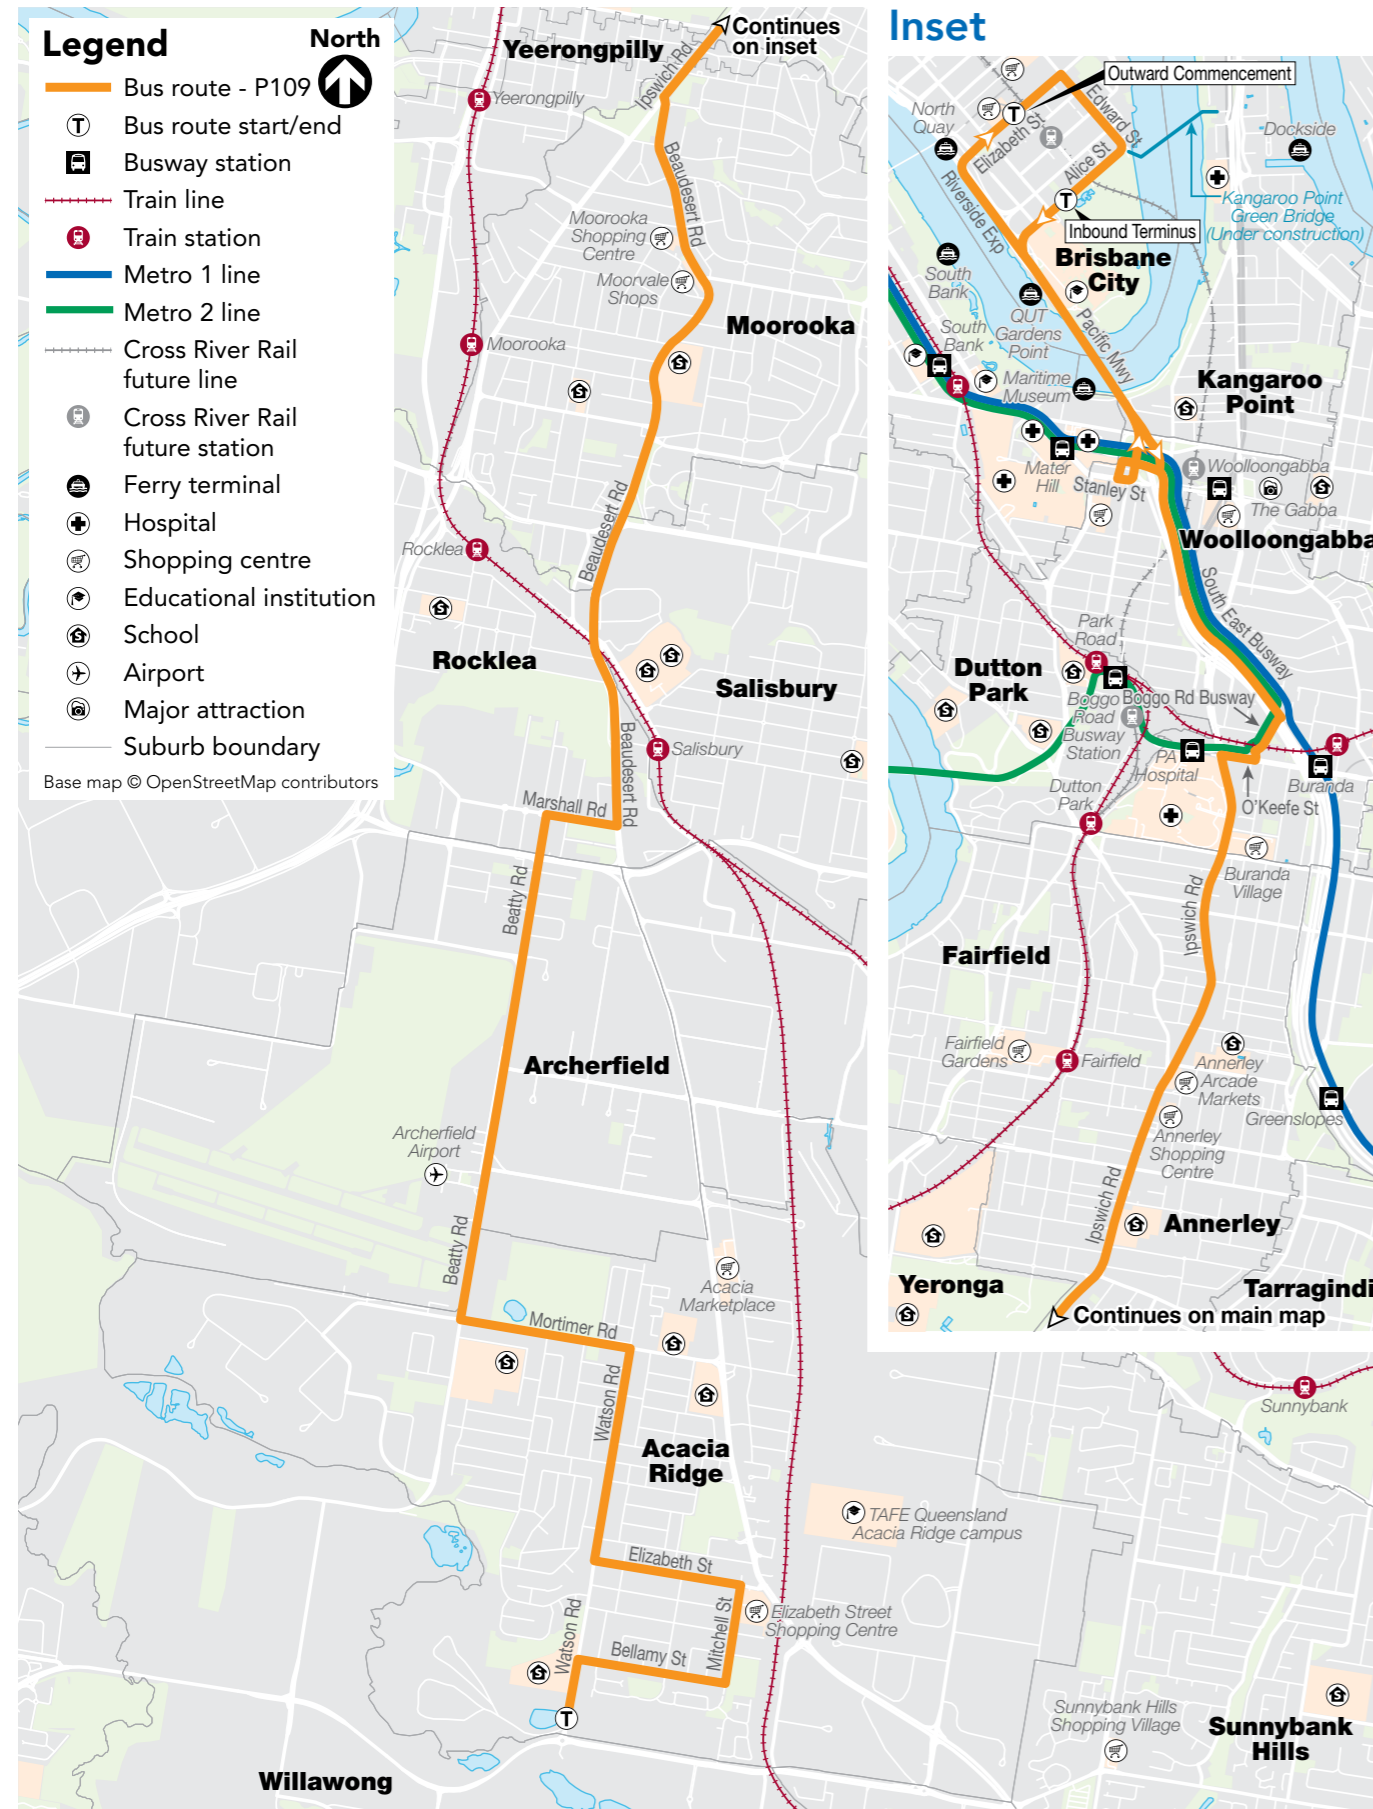 Legend
North
Bus route - P109
T
Bus route start/end
Busway station
Train line
Train station
Metro 1 line
Metro 2 line
Cross River Rail
future line
Cross River Rail
future station
Ferry terminal
Hospital
Shopping centre
Educational institution
School
Airport
Major attraction
Suburb boundary
Base map © OpenStreetMap contributors
Continues
on inset
Yeerongpilly
Ipswich Rd
Yeerongpilly
Beaudesert Rd
Moorooka
Shopping
Centre
Moorvale
Shops
Moorooka
Moorooka
Beaudesert Rd
Rocklea
Rocklea
Salisbury
Beaudesert Rd
Salisbury
Marshall Rd
Beatty Rd
Archerfield
Archerfield
Airport
Beatty Rd
Acacia
Marketplace
Mortimer Rd
Watson Rd
Acacia
Ridge
TAFE Queensland
Acacia Ridge campus
Elizabeth St
Elizabeth Street
Shopping Centre
Mitchell St
Watson Rd
Bellamy St
T
Willawong
Sunnybank
Sunnybank Hills
Shopping Village
Sunnybank
Hills
Inset
Outward Commencement
North
Quay
T
Elizabeth St
Edward St
Dockside
Alice St
Riverside Exp
T
Kangaroo Point
Green Bridge
(Under construction)
Inbound Terminus
Brisbane
City
South
Bank
QUT
Gardens
Point
South
Bank
Pacific Mwy
Maritime
Museum
Kangaroo
Point
Mater
Hill
Stanley St
Woolloongabba
The Gabba
Woolloongabba
South East Busway
Park
Road
Dutton
Park
Boggo
Road
Busway
Station
Boggo Rd Busway
PA
Hospital
Buranda
Dutton
Park
O'Keefe St
Buranda
Village
Ipswich Rd
Fairfield
Fairfield
Gardens
Fairfield
Annerley
Arcade
Markets
Greenslopes
Annerley
Shopping
Centre
Ipswich Rd
Annerley
Yeronga
Tarragindi
Continues on main map